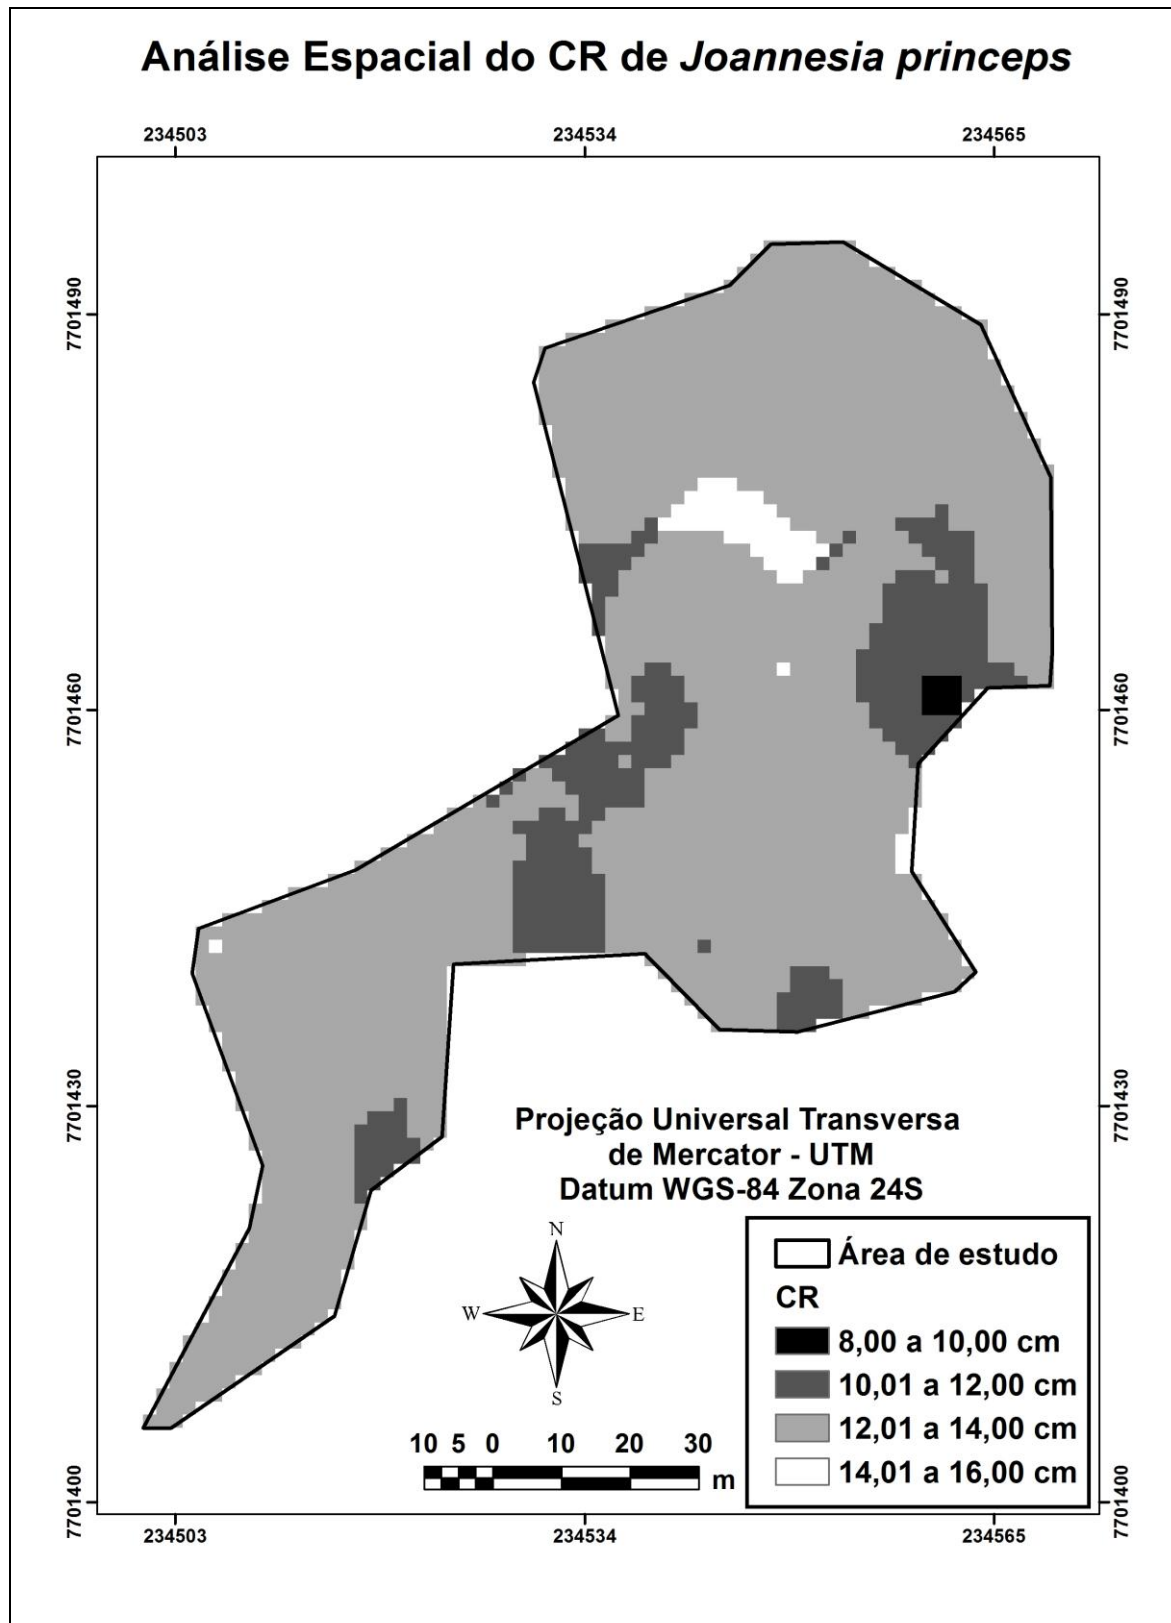 Análise Espacial do CR de Joannesia princeps
234503 234534 234565
7701490 7701490
7701460 7701460
7701430 7701430
Projeção Universal Transversa
de Mercator - UTM
Datum WGS-84 Zona 24S
N
W E
S
Área de estudo
CR
8,00 a 10,00 cm
10,01 a 12,00 cm
12,01 a 14,00 cm
14,01 a 16,00 cm
10 5 0 10 20 30
m
7701400 7701400
234503 234534 234565